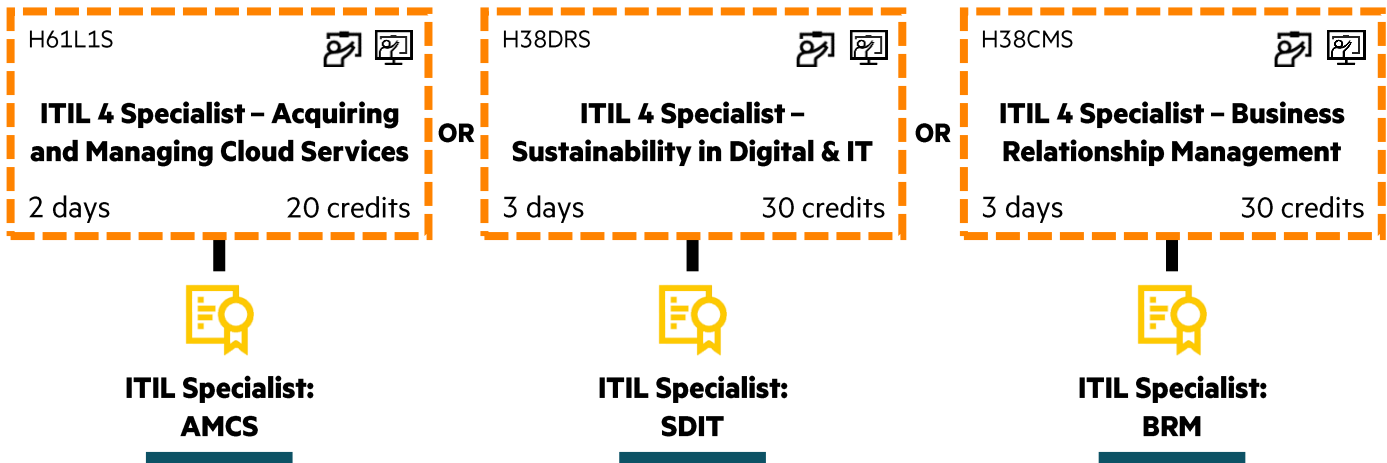 H61L1S
ITIL 4 Specialist – Acquiring
and Managing Cloud Services
2 days 20 credits
OR
H38DRS
ITIL 4 Specialist –
Sustainability in Digital & IT
3 days 30 credits
OR
H38CMS
ITIL 4 Specialist – Business
Relationship Management
3 days 30 credits
ITIL Specialist:
AMCS
ITIL Specialist:
SDIT
ITIL Specialist:
BRM